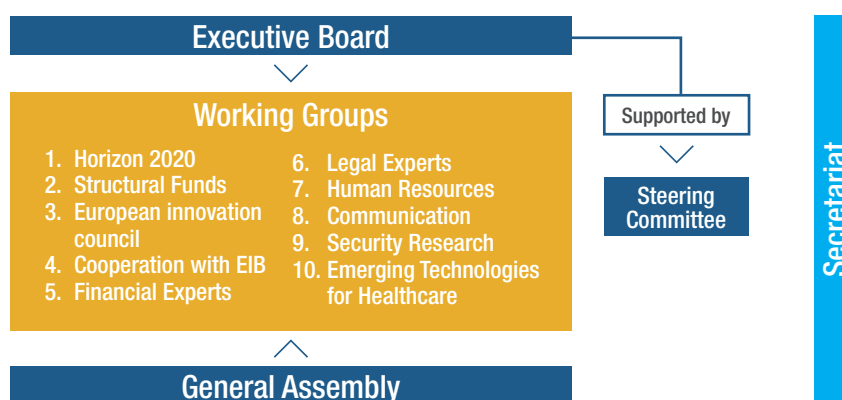 Executive Board
Working Groups
1. Horizon 2020
2. Structural Funds
3. European innovation
council
4. Cooperation with EIB
5. Financial Experts
6. Legal Experts
7. Human Resources
8. Communication
9. Security Research
10. Emerging Technologies
for Healthcare
Supported by
Steering
Committee
General Assembly
Secretariat